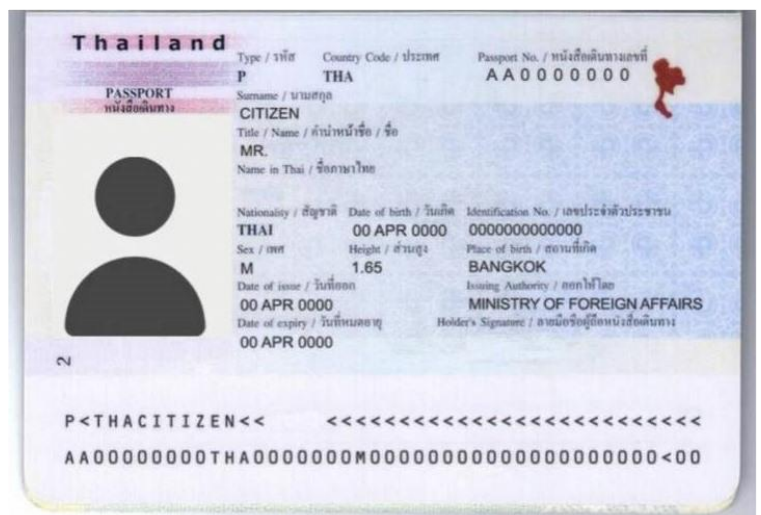 Thailand
Type / รหัส Country Code / ประเทศ Passport No. / หนังสือเดินทางเลขที่
P THA AA0000000
PASSPORT
หนังสือเดินทาง
Surname / นามสกุล
CITIZEN
Title / Name / คำนำหน้าชื่อ / ชื่อ
MR.
Name in Thai / ชื่อภาษาไทย
Nationality / สัญชาติ Date of birth / วันเกิด Identification No. / เลขประจำตัวประชาชน
THAI 00 APR 0000 0000000000000
Sex / เพศ Height / ส่วนสูง Place of birth / สถานที่เกิด
M 1.65 BANGKOK
Date of issue / วันที่ออก Issuing Authority / ออกให้โดย
00 APR 0000 MINISTRY OF FOREIGN AFFAIRS
Date of expiry / วันที่หมดอายุ Holder's Signature / ลายมือชื่อผู้ถือหนังสือเดินทาง
00 APR 0000
2
P<THACITIZEN<< <<<<<<<<<<<<<<<<<<<<<<<<<<
AA00000000THA0000000M00000000000000000000000<00